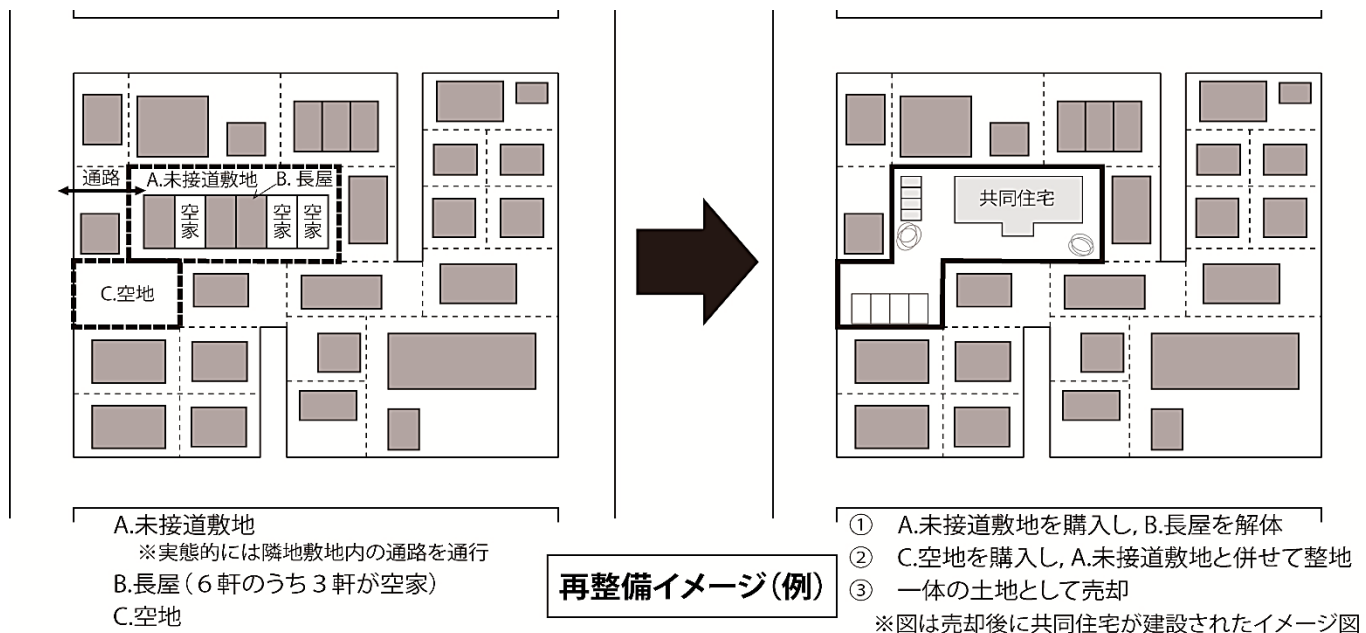 通路
A.未接道敷地
B. 長屋
空家
空家
空家
C.空地
共同住宅
A.未接道敷地
※実態的には隣地敷地内の通路を通行
B.長屋(6軒のうち3軒が空家)
C.空地
再整備イメージ(例)
① A.未接道敷地を購入し, B.長屋を解体
② C.空地を購入し, A.未接道敷地と併せて整地
③ 一体の土地として売却
※図は売却後に共同住宅が建設されたイメージ図